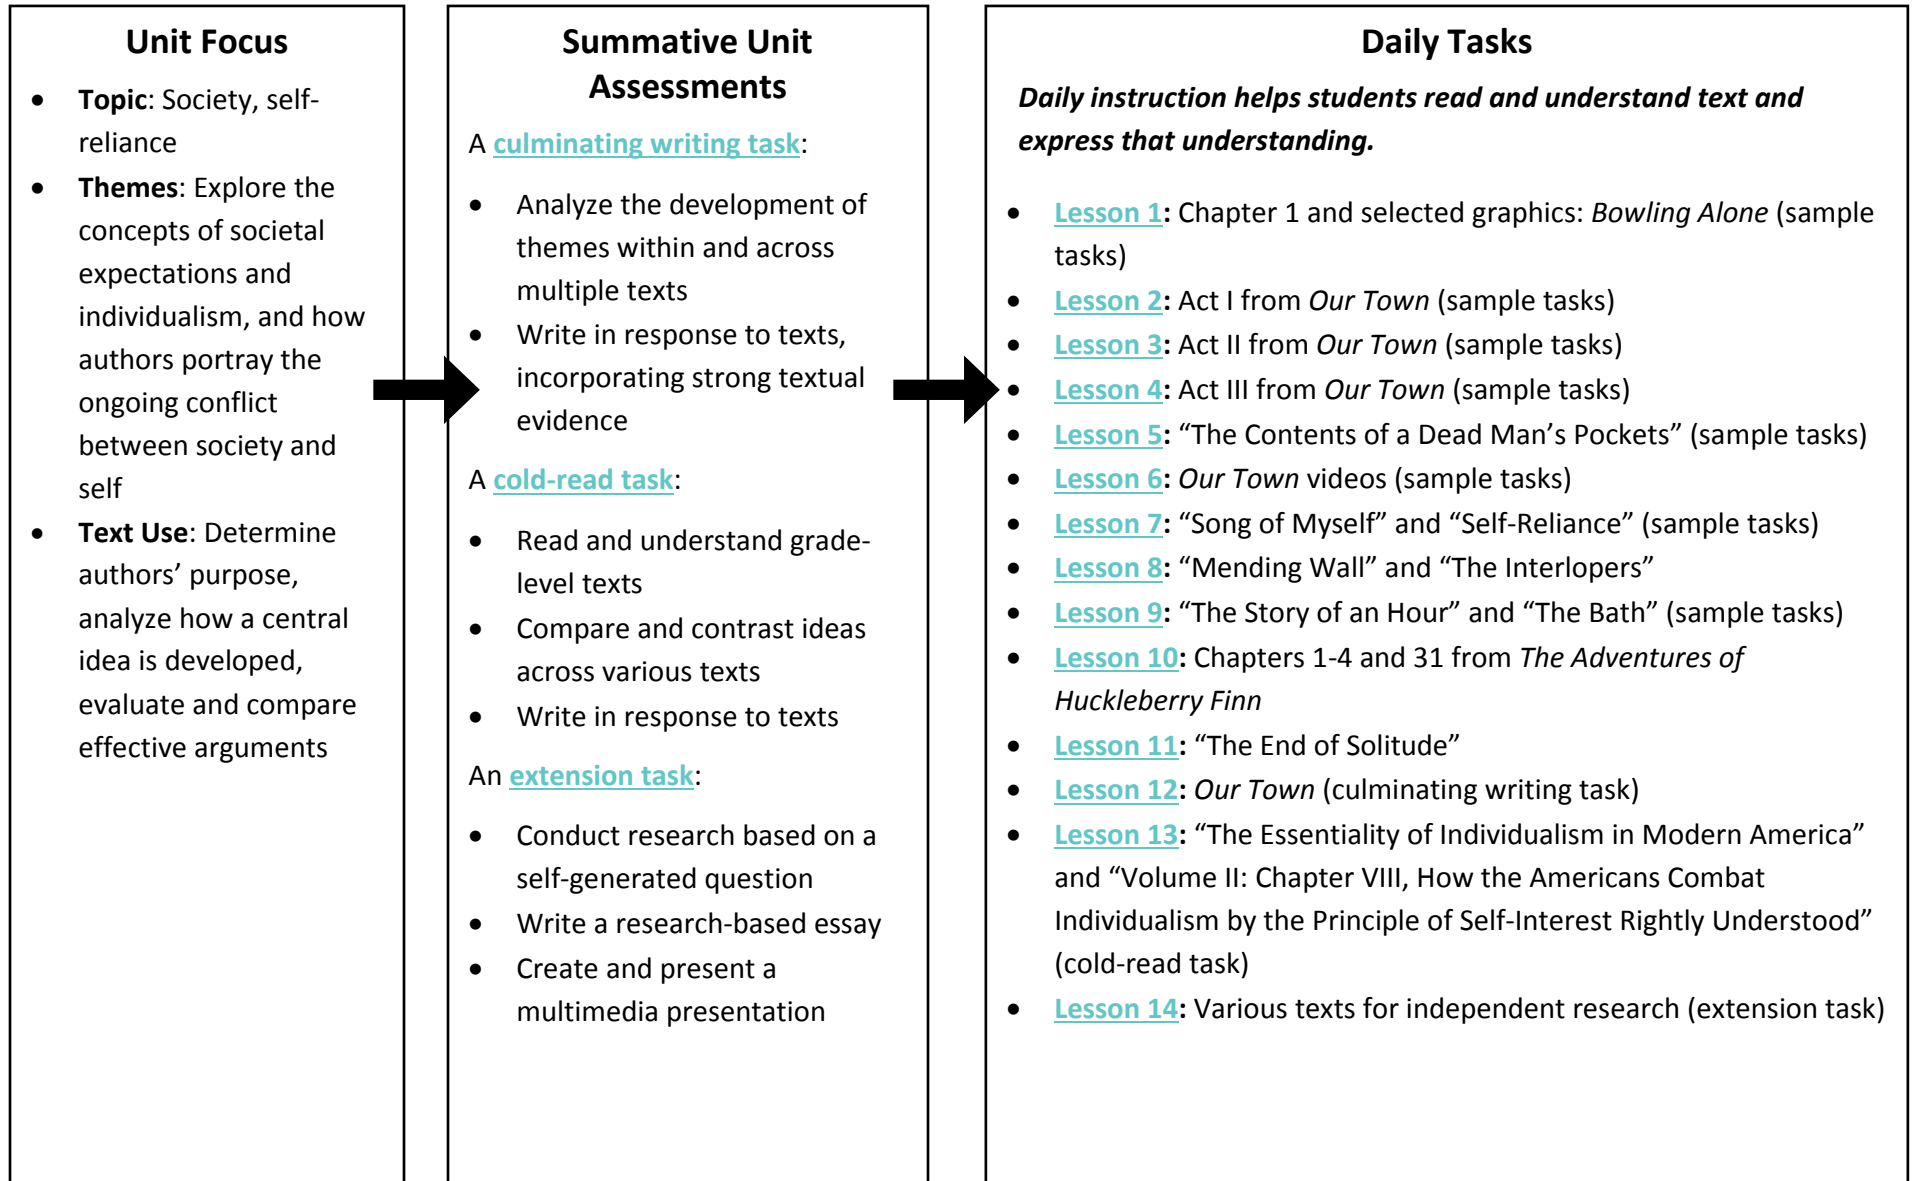 Unit Focus
• Topic: Society, self-
reliance
• Themes: Explore the
concepts of societal
expectations and
individualism, and how
authors portray the
ongoing conflict
between society and
self
• Text Use: Determine
authors’ purpose,
analyze how a central
idea is developed,
evaluate and compare
effective arguments
Summative Unit
Assessments
A culminating writing task:
• Analyze the development of
themes within and across
multiple texts
• Write in response to texts,
incorporating strong textual
evidence
A cold-read task:
• Read and understand grade-
level texts
• Compare and contrast ideas
across various texts
• Write in response to texts
An extension task:
• Conduct research based on a
self-generated question
• Write a research-based essay
• Create and present a
multimedia presentation
Daily Tasks
Daily instruction helps students read and understand text and
express that understanding.
• Lesson 1: Chapter 1 and selected graphics: Bowling Alone (sample
tasks)
• Lesson 2: Act I from Our Town (sample tasks)
• Lesson 3: Act II from Our Town (sample tasks)
• Lesson 4: Act III from Our Town (sample tasks)
• Lesson 5: “The Contents of a Dead Man’s Pockets” (sample tasks)
• Lesson 6: Our Town videos (sample tasks)
• Lesson 7: “Song of Myself” and “Self-Reliance” (sample tasks)
• Lesson 8: “Mending Wall” and “The Interlopers”
• Lesson 9: “The Story of an Hour” and “The Bath” (sample tasks)
• Lesson 10: Chapters 1-4 and 31 from The Adventures of
Huckleberry Finn
• Lesson 11: “The End of Solitude”
• Lesson 12: Our Town (culminating writing task)
• Lesson 13: “The Essentiality of Individualism in Modern America”
and “Volume II: Chapter VIII, How the Americans Combat
Individualism by the Principle of Self-Interest Rightly Understood”
(cold-read task)
• Lesson 14: Various texts for independent research (extension task)